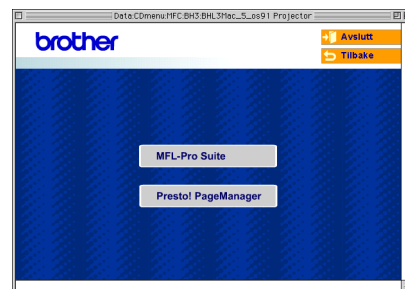 Data:CDmenu:MFC:BH3:BHL3Mac_5_os91 Projector
brother
Avslutt
Tilbake
MFL-Pro Suite
Presto! PageManager